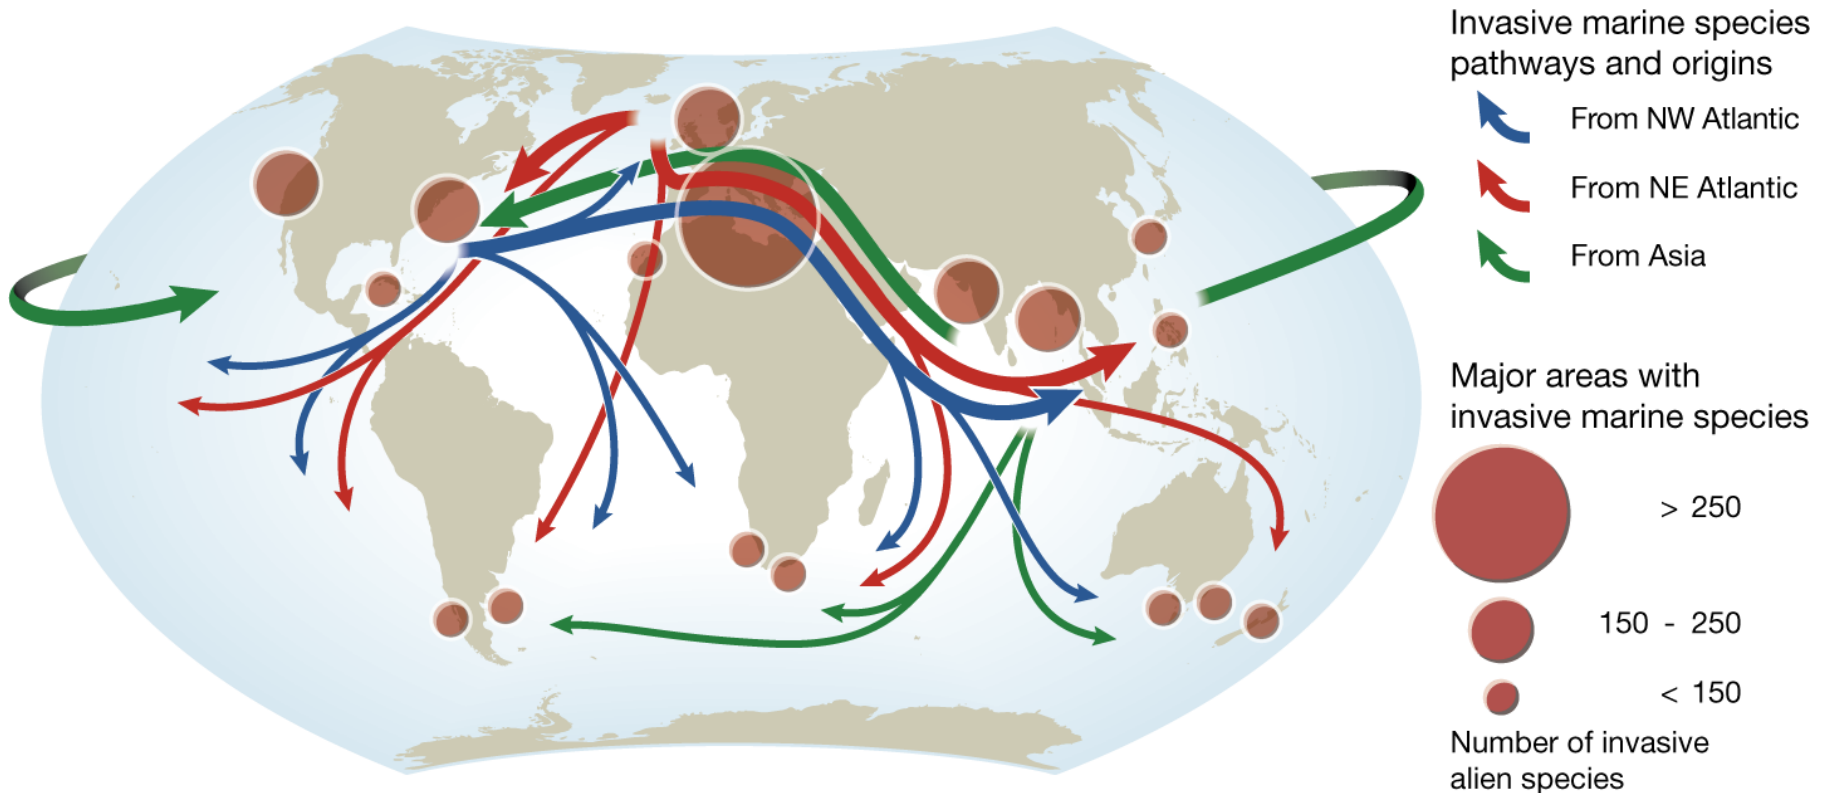 Invasive marine species
pathways and origins
From NW Atlantic
From NE Atlantic
From Asia
Major areas with
invasive marine species
> 250
150 - 250
< 150
Number of invasive
alien species